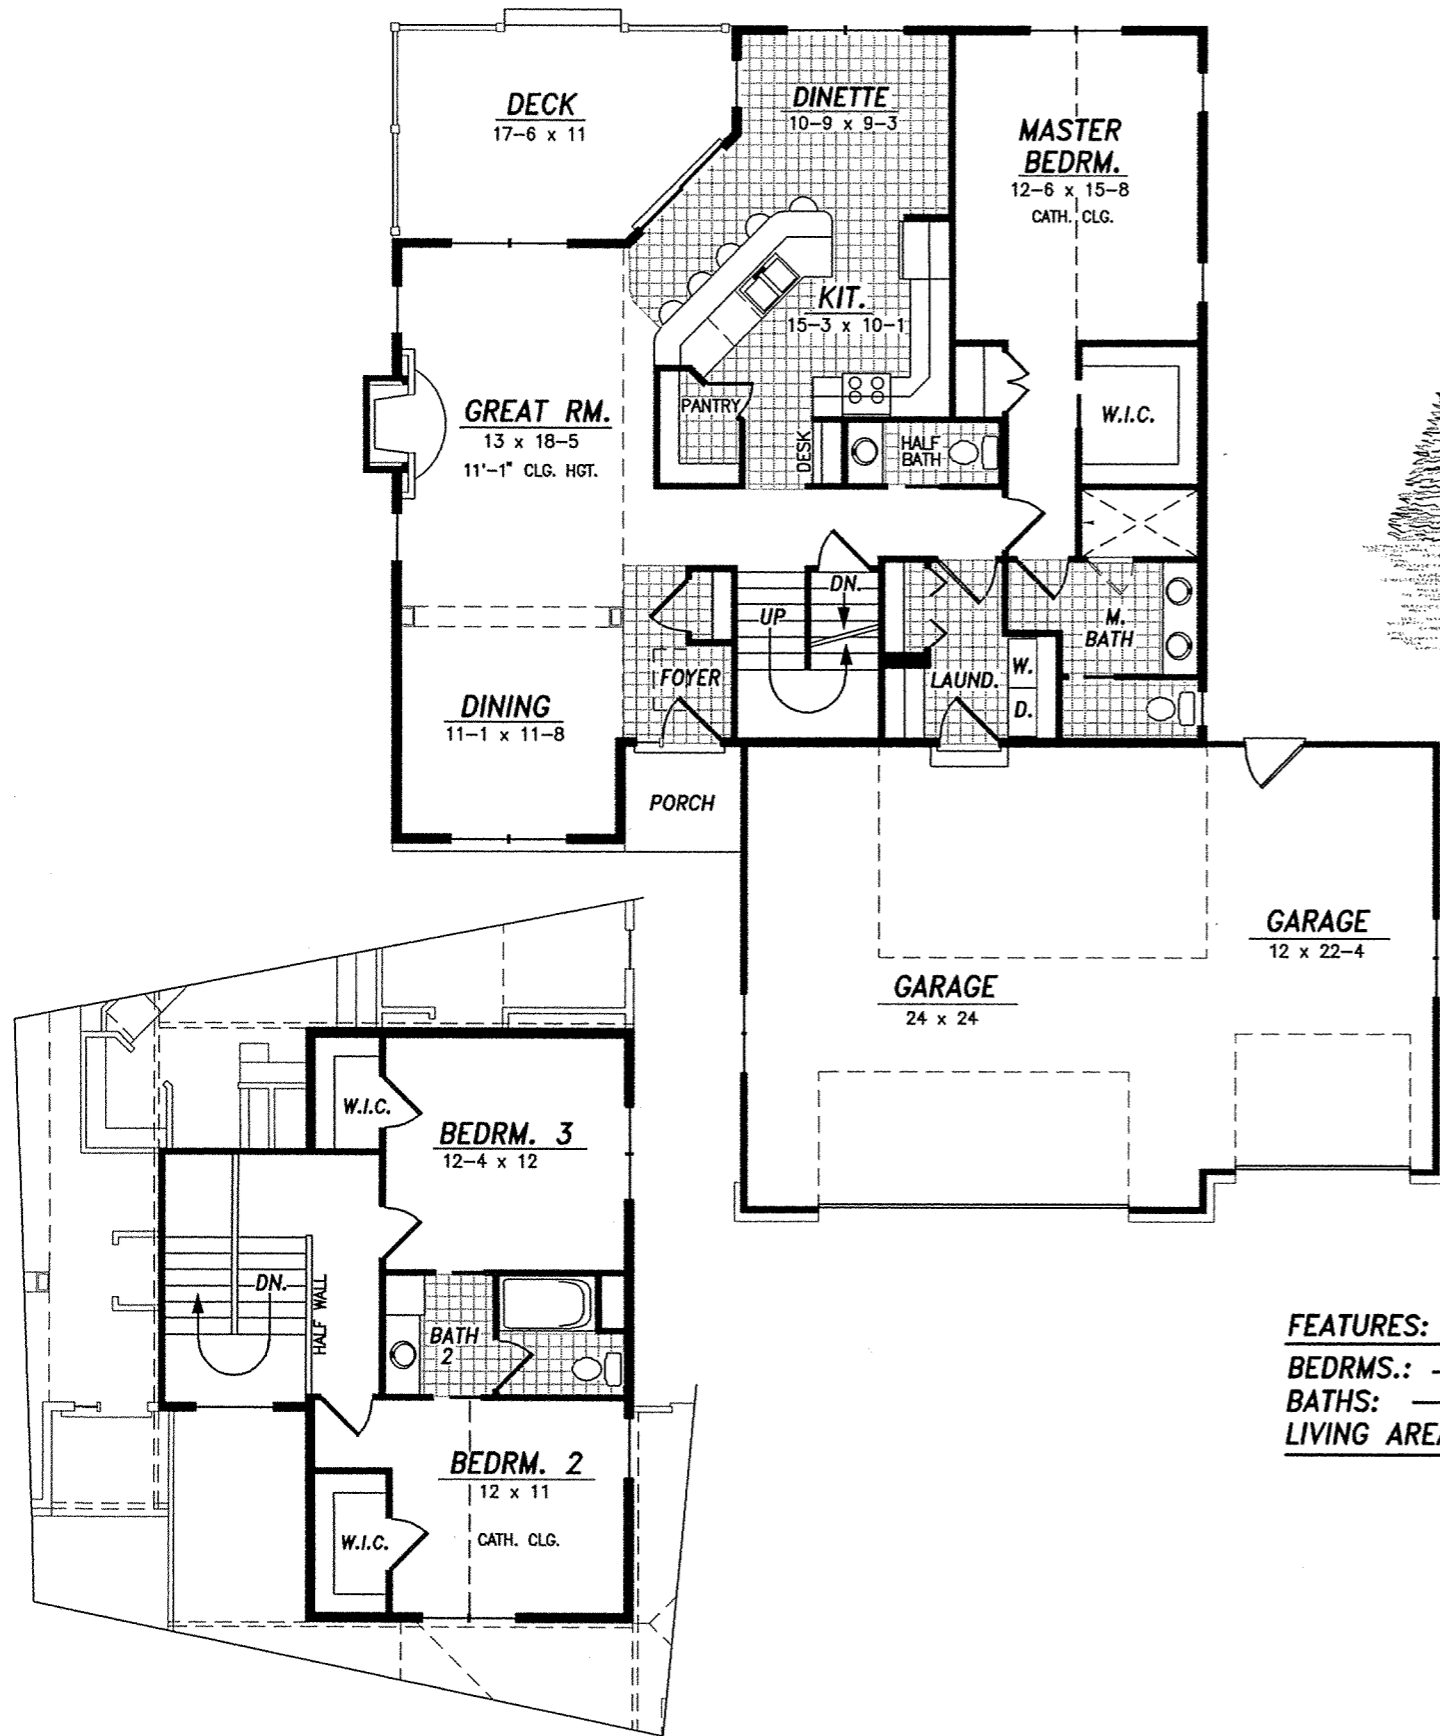 DECK
17-6 x 11
DINETTE
10-9 x 9-3
MASTER
BEDRM.
12-6 x 15-8
CATH. CLG.
KIT.
15-3 x 10-1
GREAT RM.
13 x 18-5
11'-1" CLG. HGT.
PANTRY
DESK
HALF
BATH
W.I.C.
UP
DN.
M.
BATH
FOYER
LAUND.
W.
D.
DINING
11-1 x 11-8
PORCH
GARAGE
12 x 22-4
GARAGE
24 x 24
W.I.C.
BEDRM. 3
12-4 x 12
DN.
HALF WALL
BATH
2
BEDRM. 2
12 x 11
W.I.C.
CATH. CLG.
FEATURES:
BEDRMS.:
BATHS:
LIVING AREA